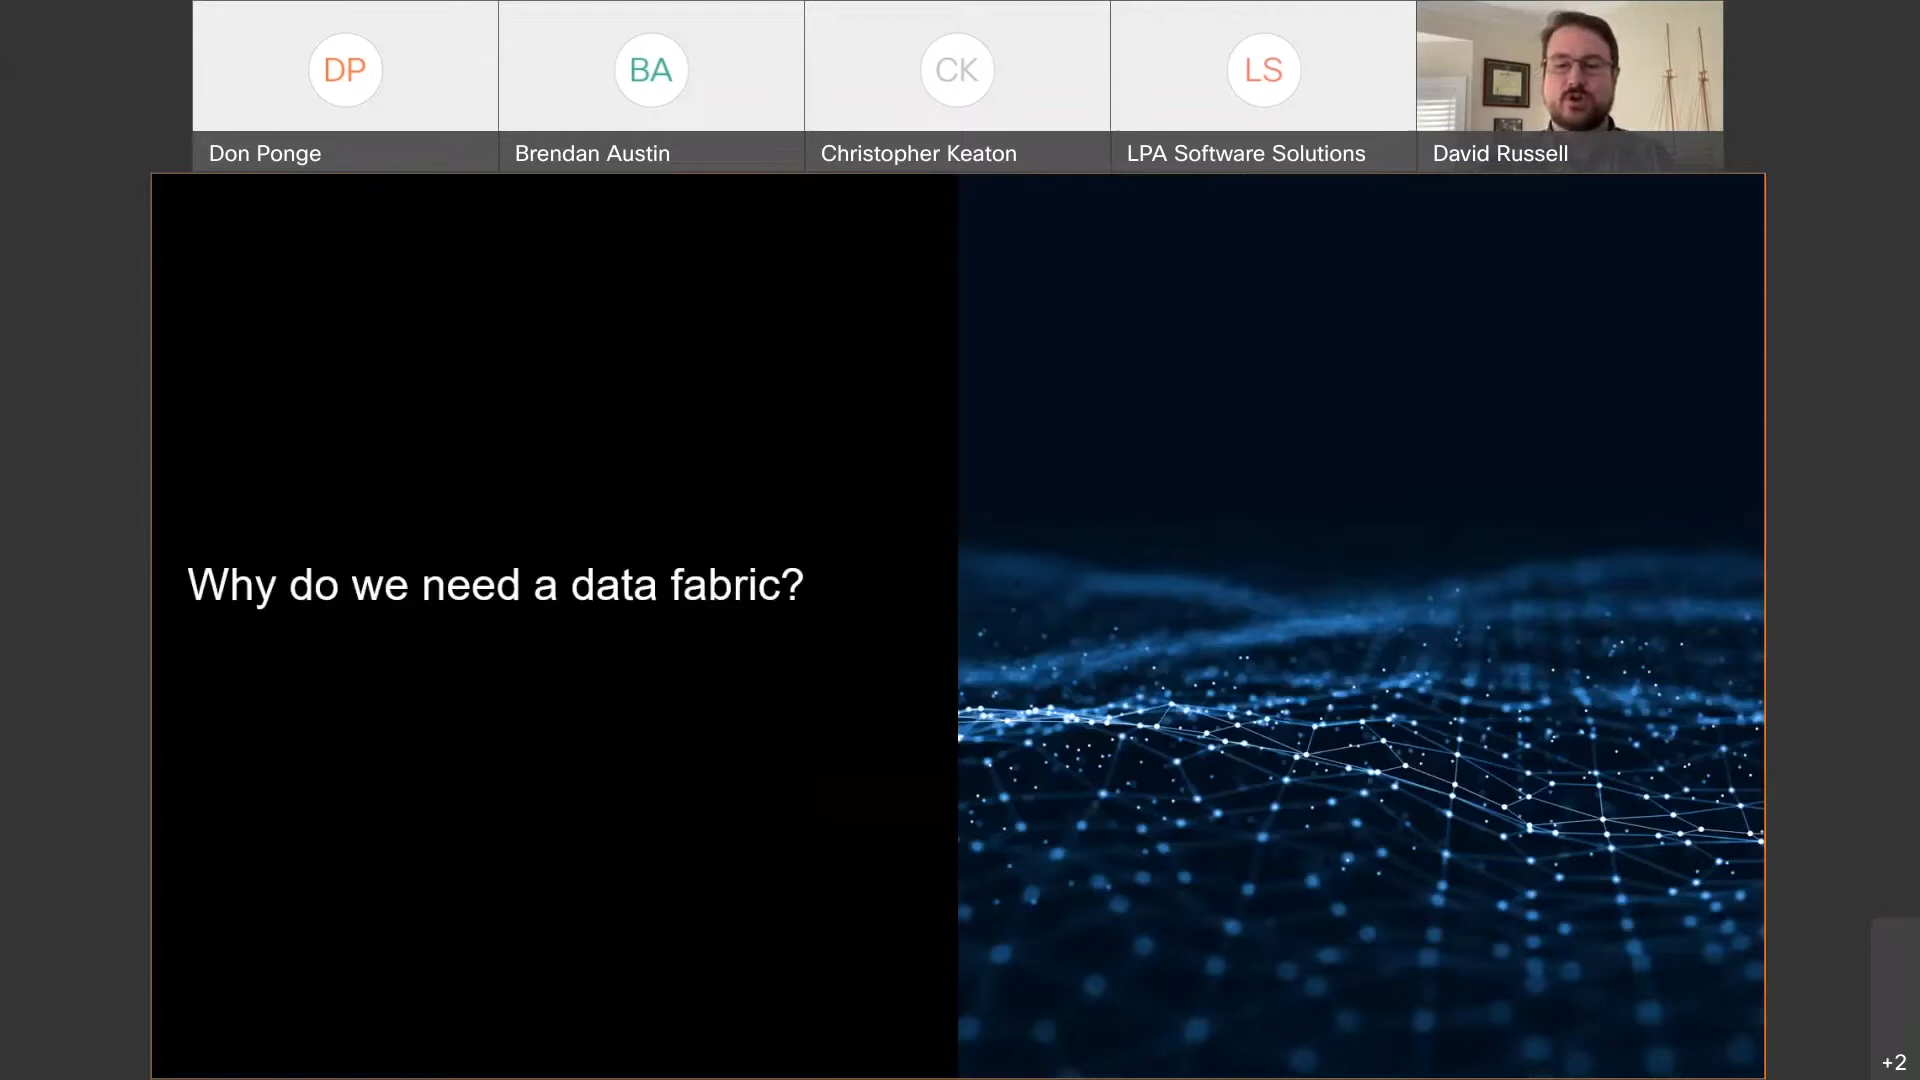 DP
BA
CK
LS
Don Ponge
Brendan Austin
Christopher Keaton
LPA Software Solutions
David Russell
Why do we need a data fabric?
+2